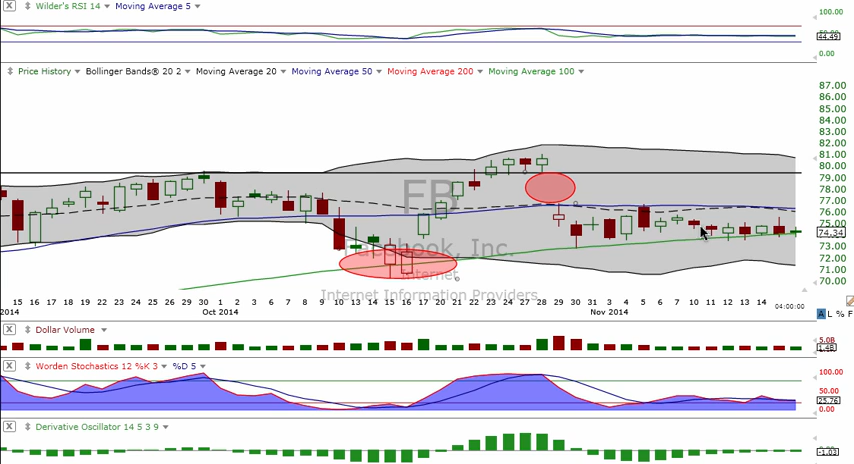 X Wilder's RSI 14 Moving Average 5
100.00
44.49
0.00
X Price History Bollinger Bands® 20 2 Moving Average 20 Moving Average 50 Moving Average 200 Moving Average 100
87.00
86.00
85.00
84.00
83.00
82.00
81.00
80.00
79.00
78.00
77.00
76.00
75.00
74.34
73.00
72.00
71.00
70.00
FB
Facebook, Inc.
Internet
Internet Information Providers
15 16 17 18 19 22 23 24 25 26 29 30 1 2 3 6 7 8 9 10 13 14 15 16 17 20 21 22 23 24 27 28 29 30 31 3 4 5 6 7 10 11 12 13 14
2014 Oct 2014 Nov 2014 04:00:00
A L % F
X Dollar Volume
5.0B
1.4B
X Worden Stochastics 12 %K 3 %D 5
100.00
50.00
25.76
0.00
X Derivative Oscillator 14 5 3 9
-1.03